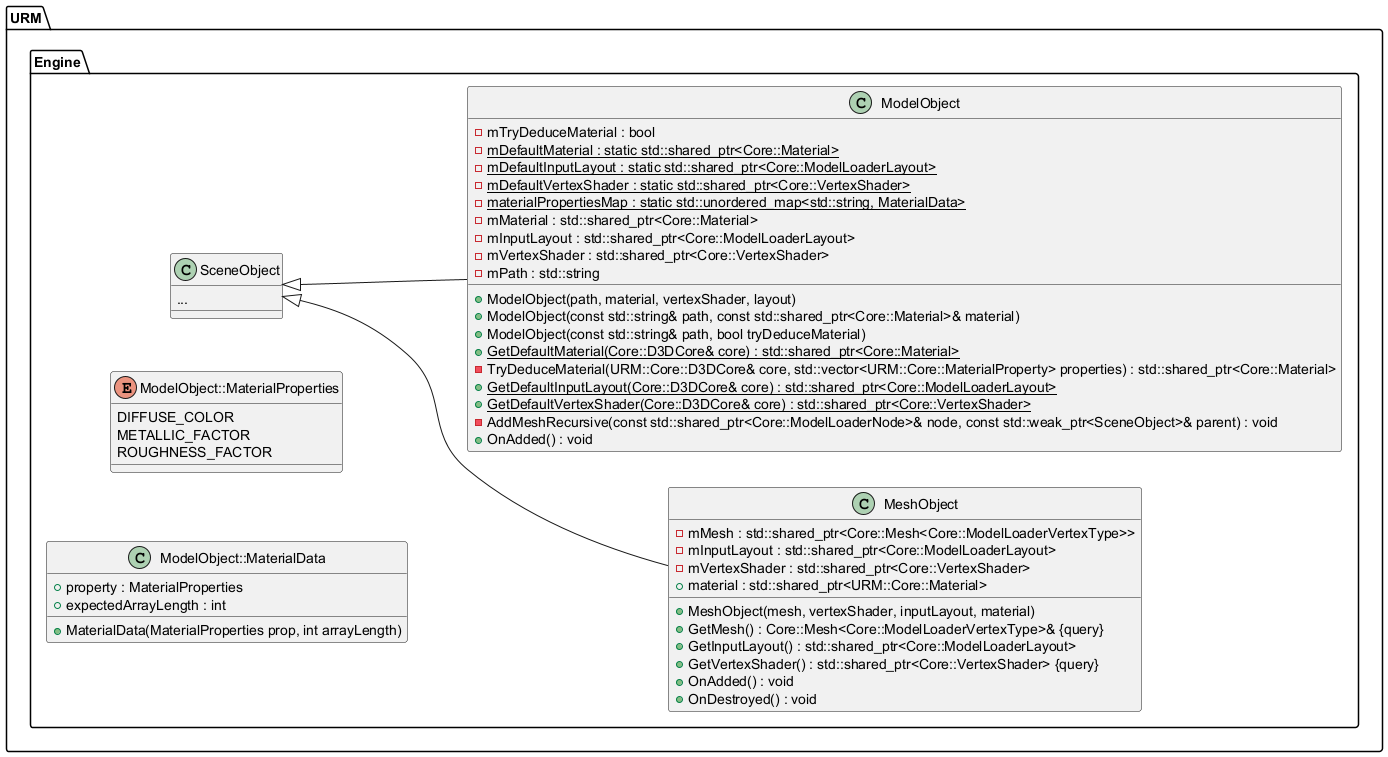 URM
Engine
C ModelObject
mTryDeduceMaterial : bool
mDefaultMaterial : static std::shared_ptr<Core::Material>
mDefaultInputLayout : static std::shared_ptr<Core::ModelLoaderLayout>
mDefaultVertexShader : static std::shared_ptr<Core::VertexShader>
materialPropertiesMap : static std::unordered_map<std::string, MaterialData>
mMaterial : std::shared_ptr<Core::Material>
mInputLayout : std::shared_ptr<Core::ModelLoaderLayout>
mVertexShader : std::shared_ptr<Core::VertexShader>
mPath : std::string
ModelObject(path, material, vertexShader, layout)
ModelObject(const std::string& path, const std::shared_ptr<Core::Material>& material)
ModelObject(const std::string& path, bool tryDeduceMaterial)
GetDefaultMaterial(Core::D3DCore& core) : std::shared_ptr<Core::Material>
TryDeduceMaterial(URM::Core::D3DCore& core, std::vector<URM::Core::MaterialProperty> properties) : std::shared_ptr<Core::Material>
GetDefaultInputLayout(Core::D3DCore& core) : std::shared_ptr<Core::ModelLoaderLayout>
GetDefaultVertexShader(Core::D3DCore& core) : std::shared_ptr<Core::VertexShader>
AddMeshRecursive(const std::shared_ptr<Core::ModelLoaderNode>& node, const std::weak_ptr<SceneObject>& parent) : void
OnAdded() : void
C SceneObject
...
E ModelObject::MaterialProperties
DIFFUSE_COLOR
METALLIC_FACTOR
ROUGHNESS_FACTOR
C MeshObject
mMesh : std::shared_ptr<Core::Mesh<Core::ModelLoaderVertexType>>
mInputLayout : std::shared_ptr<Core::ModelLoaderLayout>
mVertexShader : std::shared_ptr<Core::VertexShader>
material : std::shared_ptr<URM::Core::Material>
MeshObject(mesh, vertexShader, inputLayout, material)
GetMesh() : Core::Mesh<Core::ModelLoaderVertexType>& {query}
GetInputLayout() : std::shared_ptr<Core::ModelLoaderLayout>
GetVertexShader() : std::shared_ptr<Core::VertexShader> {query}
OnAdded() : void
OnDestroyed() : void
C ModelObject::MaterialData
property : MaterialProperties
expectedArrayLength : int
MaterialData(MaterialProperties prop, int arrayLength)